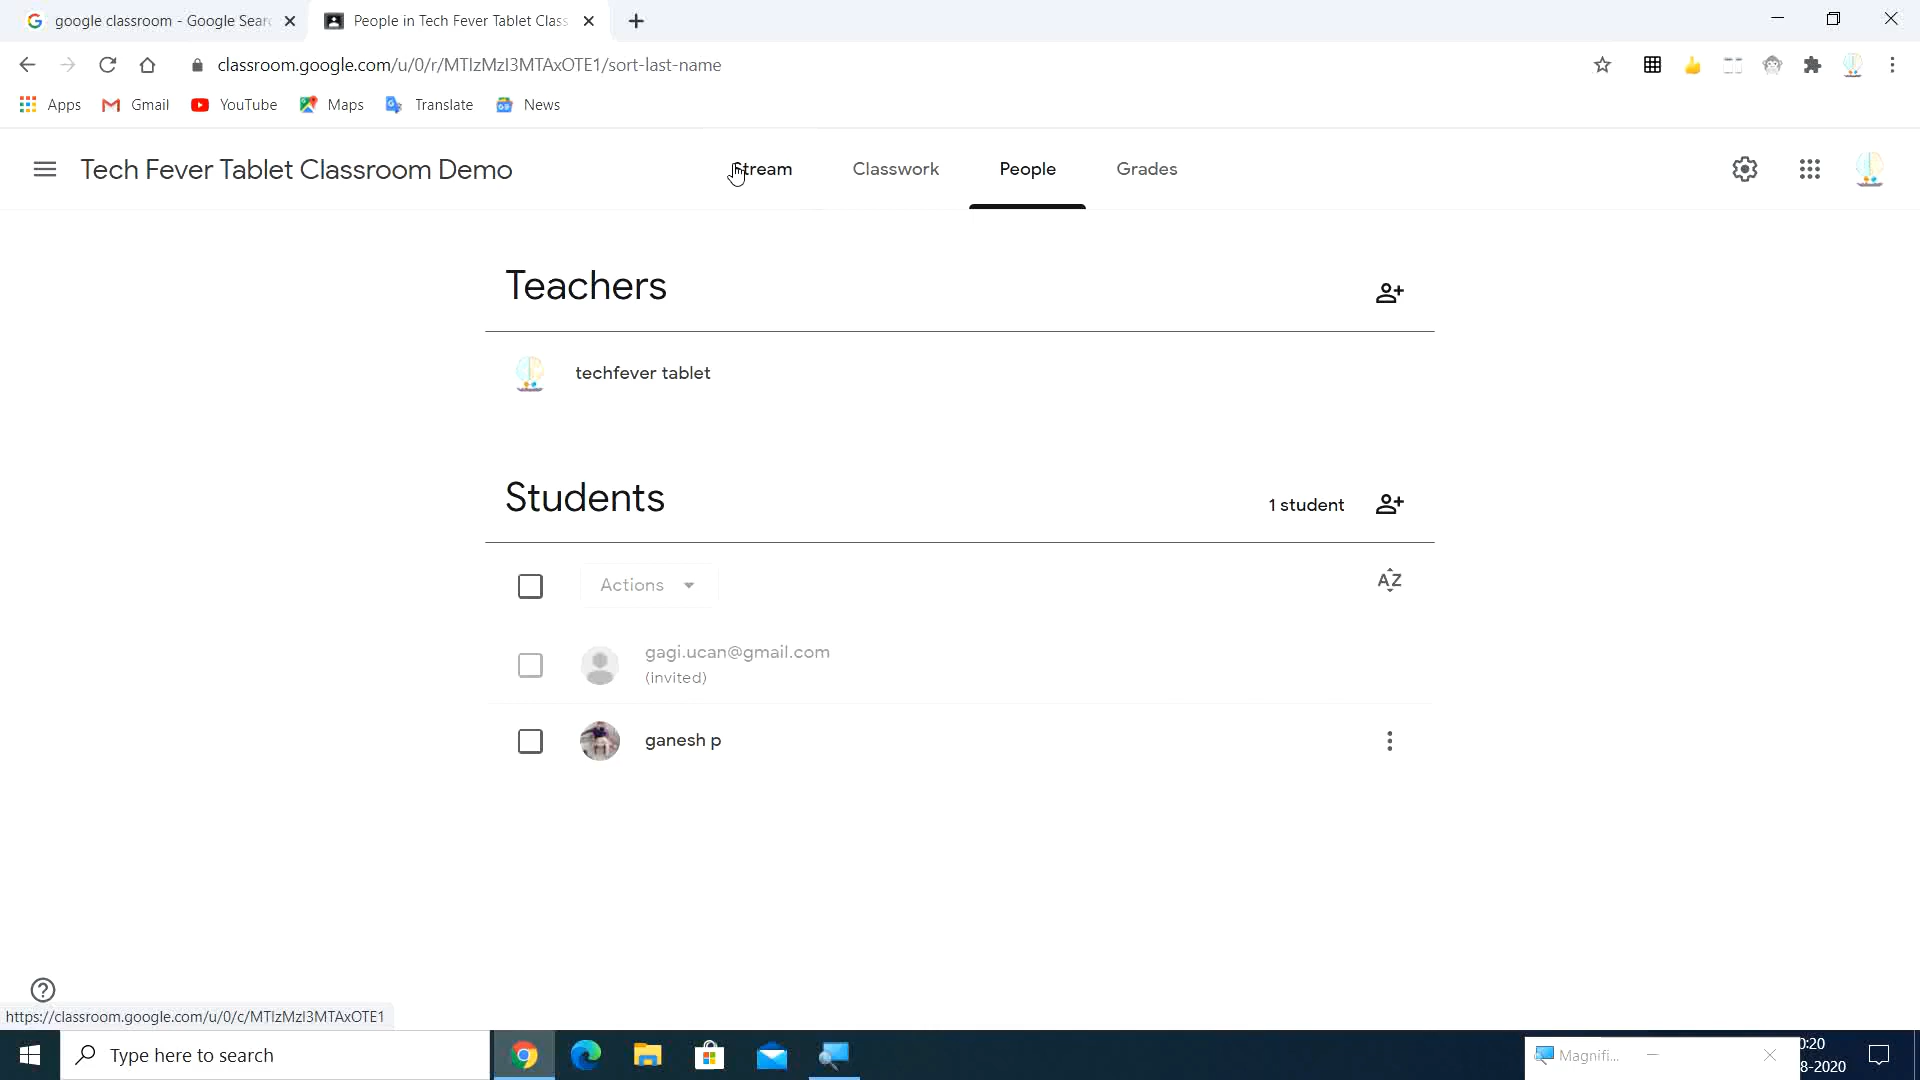 google classroom - Google Sear
People in Tech Fever Tablet Class
classroom.google.com/u/0/r/MTIzMzI3MTAxOTE1/sort-last-name
Apps Gmail YouTube Maps Translate News
Tech Fever Tablet Classroom Demo
Stream Classwork People Grades
Teachers
techfever tablet
Students 1 student
Actions AZ
gagi.ucan@gmail.com
(invited)
ganesh p
https://classroom.google.com/u/0/c/MTIzMzI3MTAxOTE1
Type here to search
Magnifi...
:20
8-2020